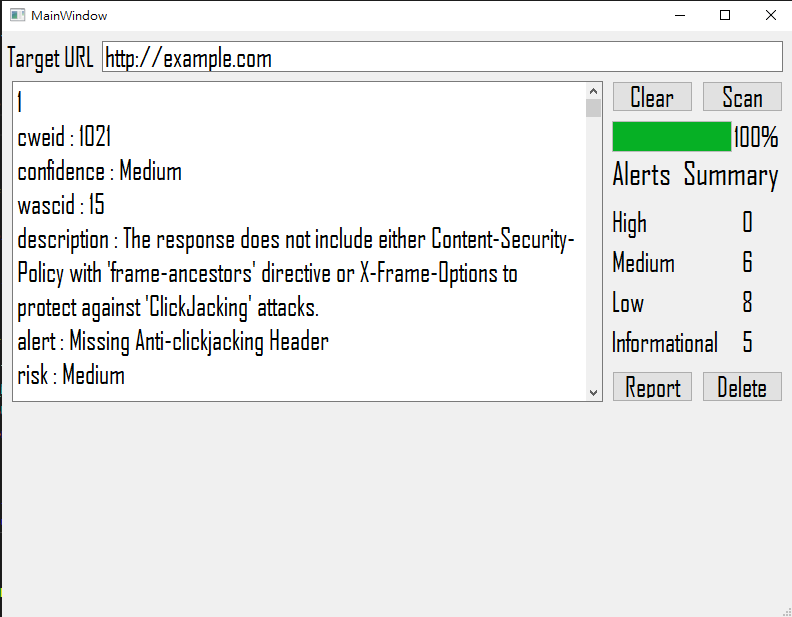 MainWindow
Target URL http://example.com
1
cweid : 1021
confidence : Medium
wascid : 15
description : The response does not include either Content-Security-
Policy with 'frame-ancestors' directive or X-Frame-Options to
protect against 'ClickJacking' attacks.
alert : Missing Anti-clickjacking Header
risk : Medium
Clear Scan
100%
Alerts Summary
High 0
Medium 6
Low 8
Informational 5
Report Delete